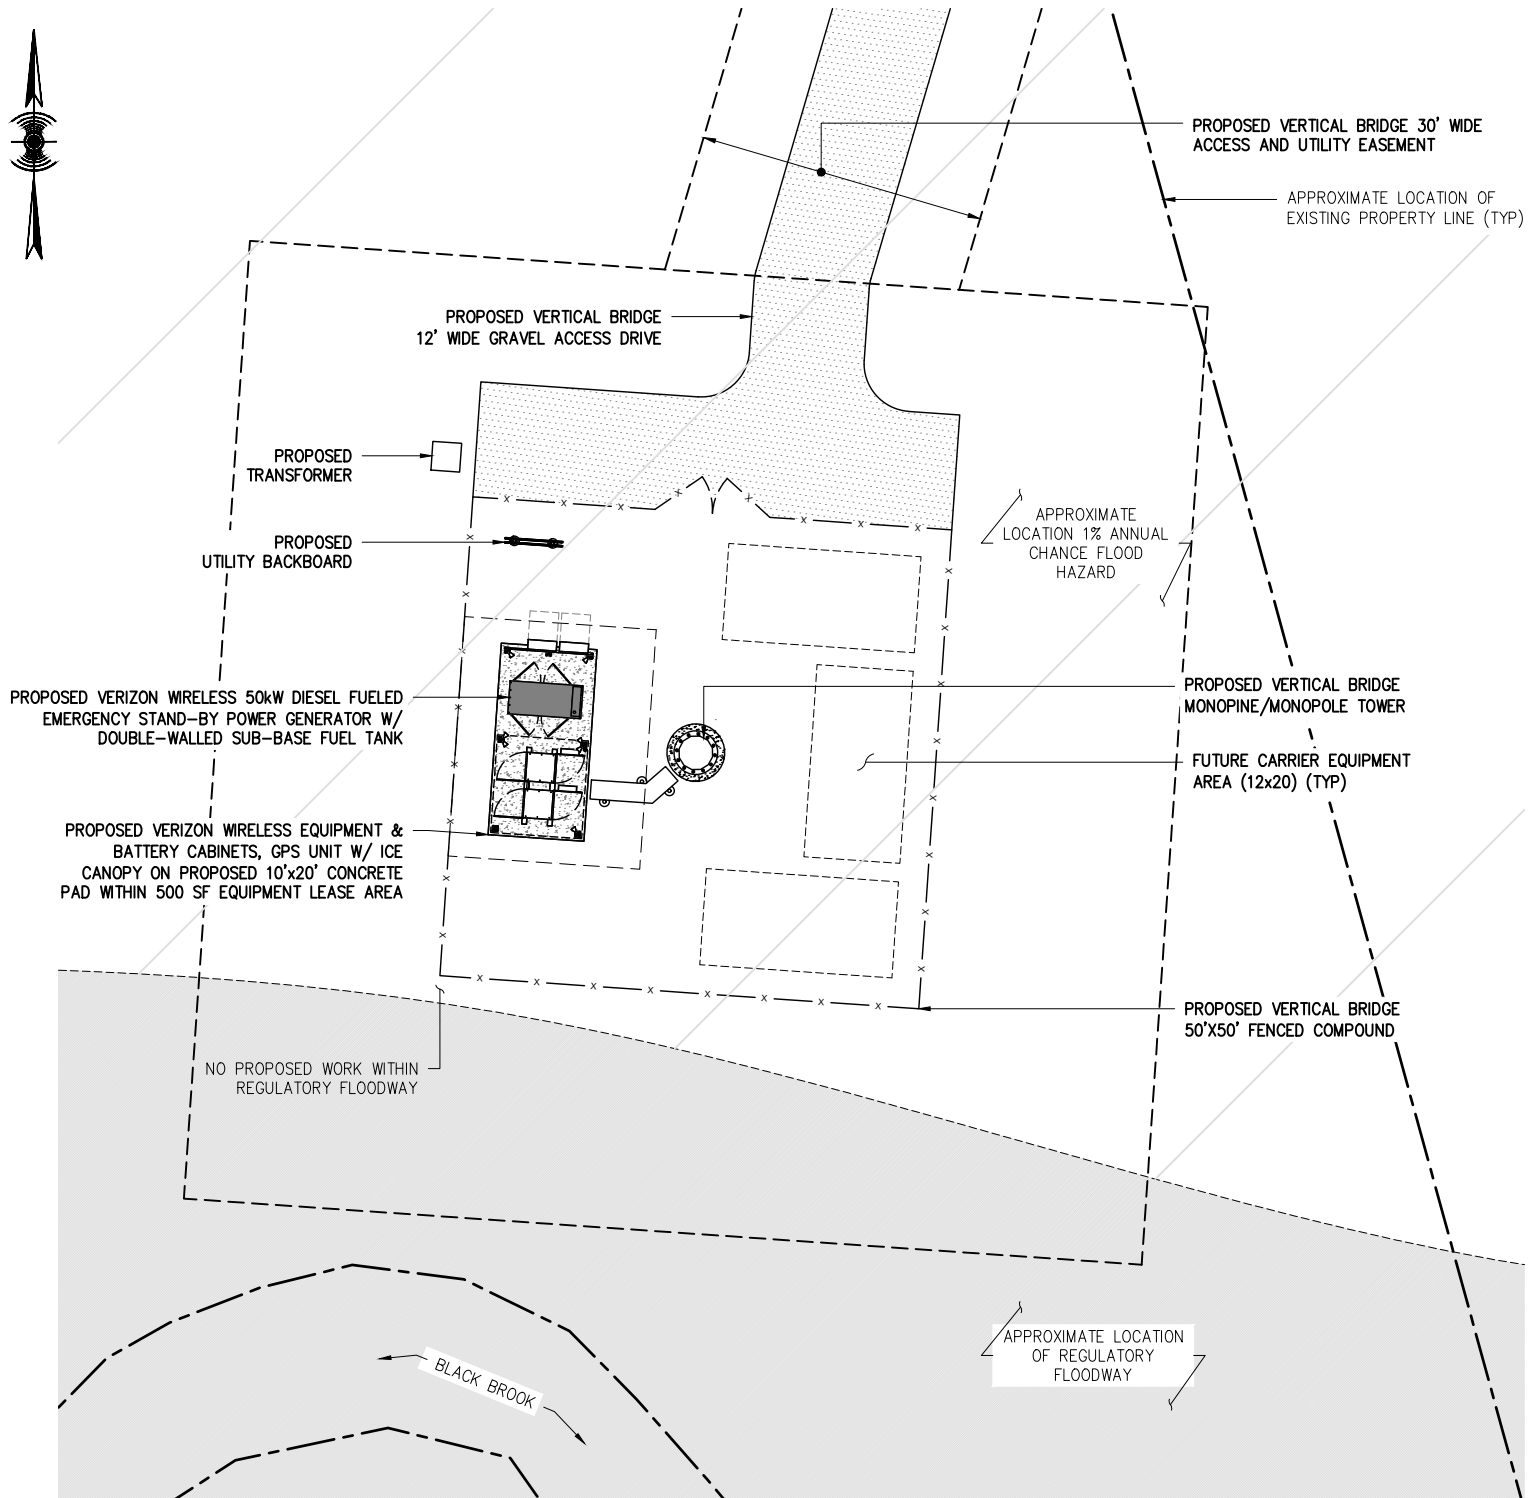 PROPOSED VERTICAL BRIDGE 30' WIDE
ACCESS AND UTILITY EASEMENT
APPROXIMATE LOCATION OF
EXISTING PROPERTY LINE (TYP)
PROPOSED VERTICAL BRIDGE
12' WIDE GRAVEL ACCESS DRIVE
PROPOSED
TRANSFORMER
APPROXIMATE
LOCATION 1% ANNUAL
CHANCE FLOOD
HAZARD
PROPOSED
UTILITY BACKBOARD
PROPOSED VERIZON WIRELESS 50kW DIESEL FUELED
EMERGENCY STAND-BY POWER GENERATOR W/
DOUBLE-WALLED SUB-BASE FUEL TANK
PROPOSED VERTICAL BRIDGE
MONOPINE/MONOPOLE TOWER
FUTURE CARRIER EQUIPMENT
AREA (12x20) (TYP)
PROPOSED VERIZON WIRELESS EQUIPMENT &
BATTERY CABINETS, GPS UNIT W/ ICE
CANOPY ON PROPOSED 10'x20' CONCRETE
PAD WITHIN 500 SF EQUIPMENT LEASE AREA
PROPOSED VERTICAL BRIDGE
50'X50' FENCED COMPOUND
NO PROPOSED WORK WITHIN
REGULATORY FLOODWAY
APPROXIMATE LOCATION
OF REGULATORY
FLOODWAY
BLACK BROOK